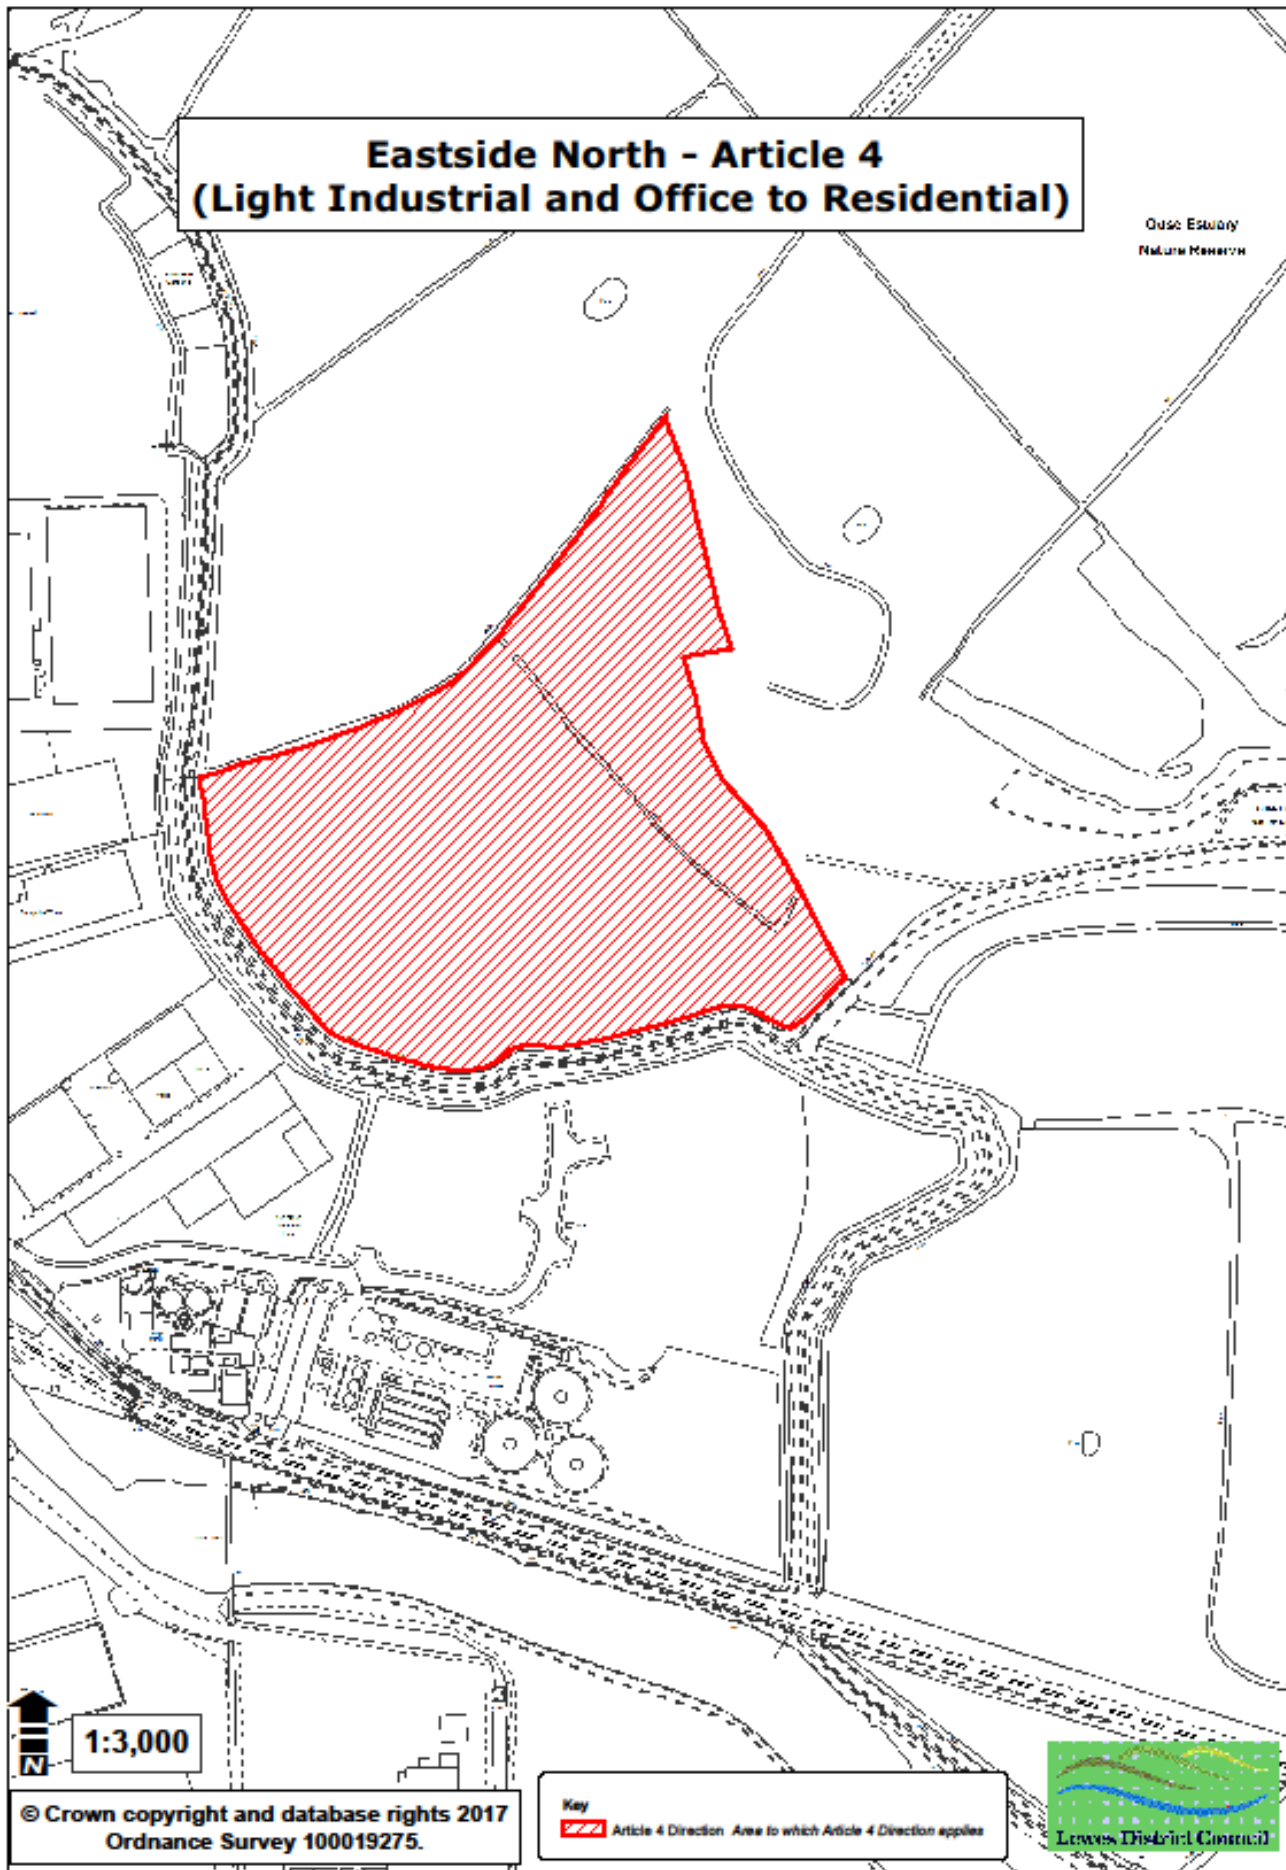 Eastside North - Article 4
(Light Industrial and Office to Residential)
Ouse Estuary
Nature Reserve
1:3,000
N
© Crown copyright and database rights 2017
Ordnance Survey 100019275.
Key
Article 4 Direction Area to which Article 4 Direction applies
Lewes District Council